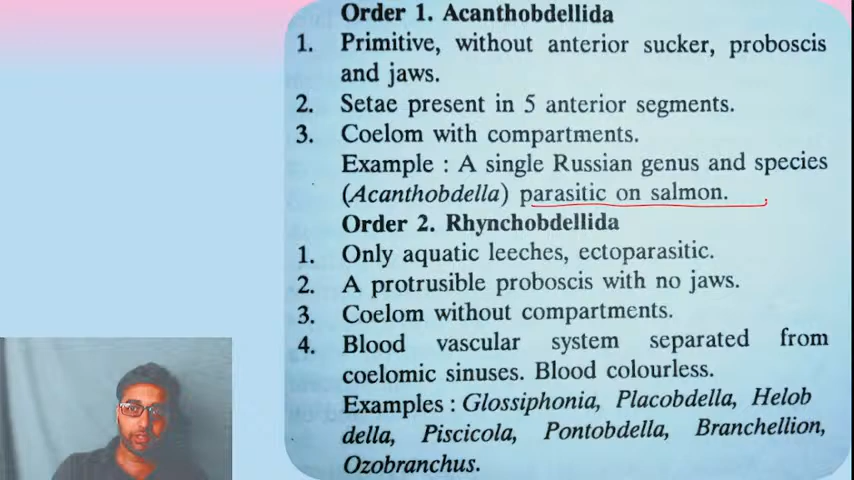 Order 1. Acanthobdellida
1. Primitive, without anterior sucker, proboscis
and jaws.
2. Setae present in 5 anterior segments.
3. Coelom with compartments.
Example : A single Russian genus and species
(Acanthobdella) parasitic on salmon.
Order 2. Rhynchobdellida
1. Only aquatic leeches, ectoparasitic.
2. A protrusible proboscis with no jaws.
3. Coelom without compartments.
4. Blood vascular system separated from
coelomic sinuses. Blood colourless.
Examples : Glossiphonia, Placobdella, Helob
della, Piscicola, Pontobdella, Branchellion,
Ozobranchus.